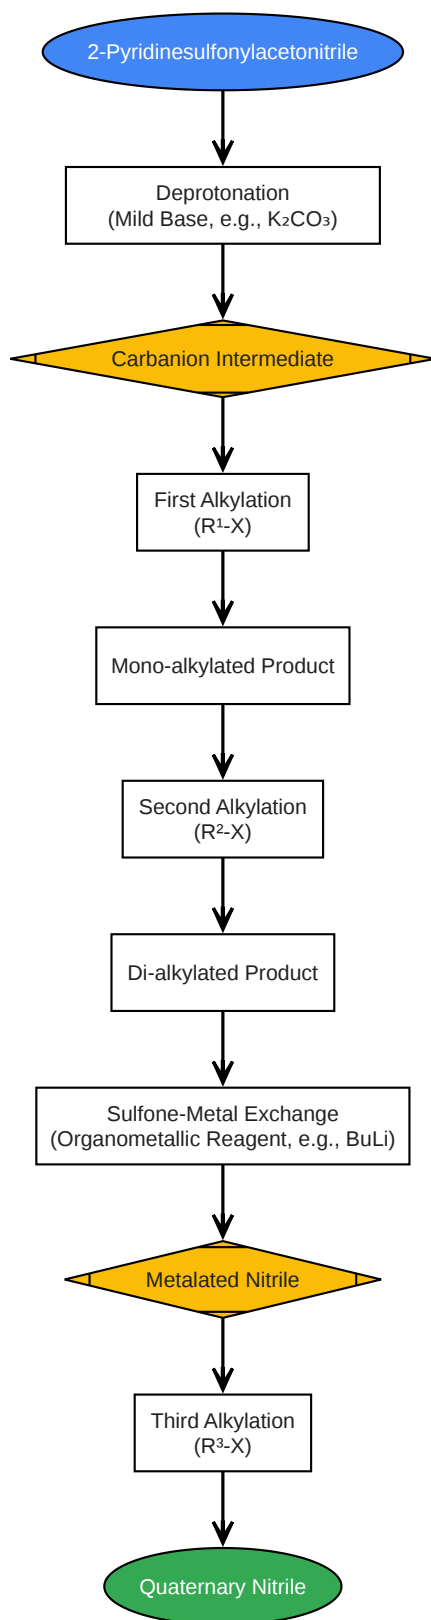 2-Pyridinesulfonylacetonitrile
Deprotonation
(Mild Base, e.g., K₂CO₃)
Carbanion Intermediate
First Alkylation
(R¹-X)
Mono-alkylated Product
Second Alkylation
(R²-X)
Di-alkylated Product
Sulfone-Metal Exchange
(Organometallic Reagent, e.g., BuLi)
Metalated Nitrile
Third Alkylation
(R³-X)
Quaternary Nitrile